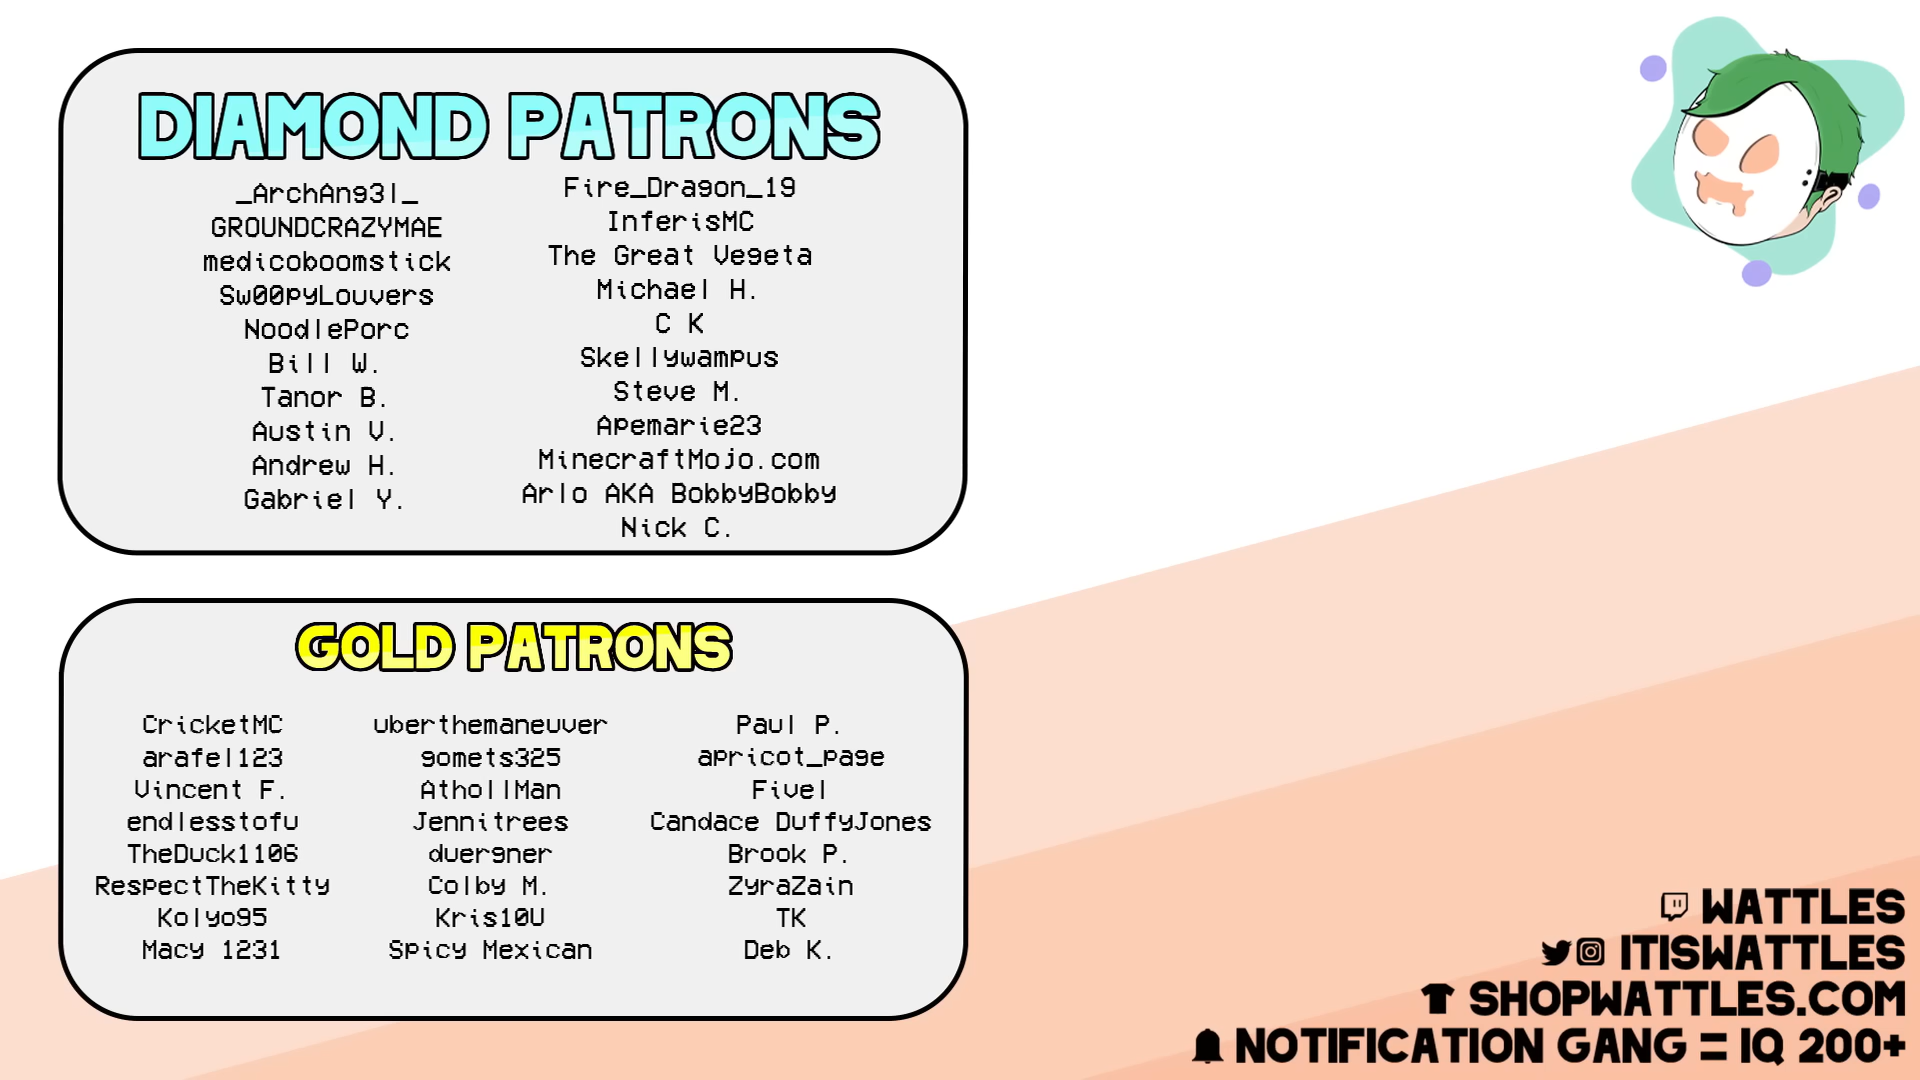 DIAMOND PATRONS
_ArchAng3l_
GROUNDCRAZYMAE
medicoboomstick
Sw00pyLouvers
NoodlePorc
Bill W.
Tanor B.
Austin V.
Andrew H.
Gabriel Y.
Fire_Dragon_19
InferisMC
The Great Vegeta
Michael H.
C K
Skellywampus
Steve M.
Apemarie23
MinecraftMojo.com
Arlo AKA BobbyBobby
Nick C.
GOLD PATRONS
CricketMC
arafel123
Vincent F.
endlesstofu
TheDuck1106
RespectTheKitty
Kolyo95
Macy 1231
uberthemaneuver
gomets325
AthollMan
Jennitrees
duergner
Colby M.
Kris10U
Spicy Mexican
Paul P.
apricot_page
Fivel
Candace DuffyJones
Brook P.
ZyraZain
TK
Deb K.
WATTLES
ITISWATTLES
SHOPWATTLES.COM
NOTIFICATION GANG = IQ 200+